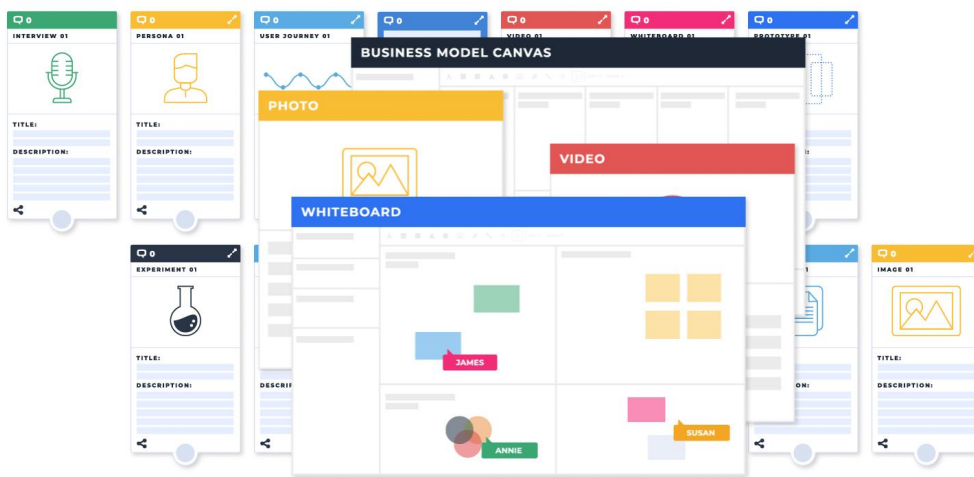 0
0
0
0
0
0
0
INTERVIEW 01
PERSONA 01
USER JOURNEY 01
VIDEO 01
WHITEBOARD 01
PROTOTYPE 01
BUSINESS MODEL CANVAS
PHOTO
TITLE:
TITLE:
DESCRIPTION:
DESCRIPTION:
VIDEO
WHITEBOARD
0
0
EXPERIMENT 01
IMAGE 01
TITLE:
TITLE:
DESCRIPTION:
DESCRIPTION:
JAMES
ANNIE
SUSAN